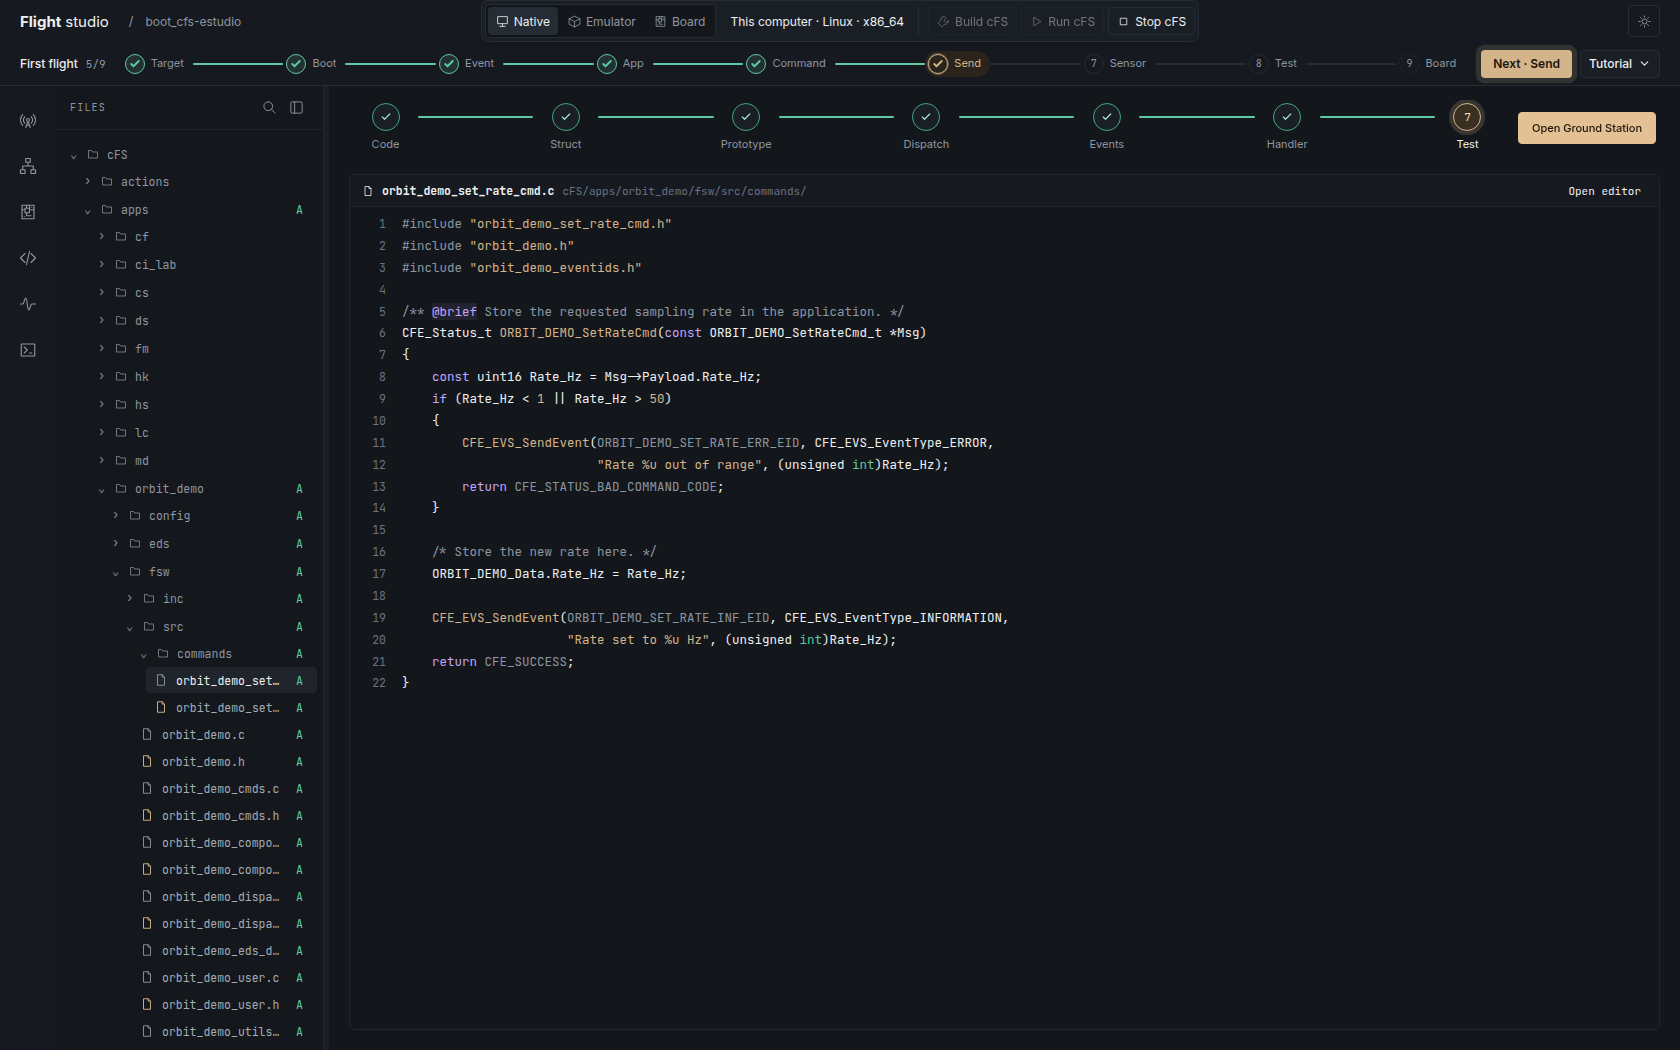 Flight studio / boot_cfs-estudio
Native Emulator Board This computer · Linux · x86_64 Build cFS Run cFS Stop cFS
First flight 5/9 Target Boot Event App Command Send 7 Sensor 8 Test 9 Board Next · Send Tutorial
FILES
cFS
actions
apps A
cf
ci_lab
cs
ds
fm
hk
hs
lc
md
orbit_demo A
config A
eds A
fsw A
inc A
src A
commands A
orbit_demo_set… A
orbit_demo_set… A
orbit_demo.c A
orbit_demo.h A
orbit_demo_cmds.c A
orbit_demo_cmds.h A
orbit_demo_compo… A
orbit_demo_compo… A
orbit_demo_dispa… A
orbit_demo_dispa… A
orbit_demo_eds_d… A
orbit_demo_user.c A
orbit_demo_user.h A
orbit_demo_utils… A
Code Struct Prototype Dispatch Events Handler 7 Test
Open Ground Station
orbit_demo_set_rate_cmd.c cFS/apps/orbit_demo/fsw/src/commands/ Open editor
1 #include "orbit_demo_set_rate_cmd.h"
2 #include "orbit_demo.h"
3 #include "orbit_demo_eventids.h"
4
5 /** @brief Store the requested sampling rate in the application. */
6 CFE_Status_t ORBIT_DEMO_SetRateCmd(const ORBIT_DEMO_SetRateCmd_t *Msg)
7 {
8     const uint16 Rate_Hz = Msg->Payload.Rate_Hz;
9     if (Rate_Hz < 1 || Rate_Hz > 50)
10     {
11         CFE_EVS_SendEvent(ORBIT_DEMO_SET_RATE_ERR_EID, CFE_EVS_EventType_ERROR,
12                           "Rate %u out of range", (unsigned int)Rate_Hz);
13         return CFE_STATUS_BAD_COMMAND_CODE;
14     }
15
16     /* Store the new rate here. */
17     ORBIT_DEMO_Data.Rate_Hz = Rate_Hz;
18
19     CFE_EVS_SendEvent(ORBIT_DEMO_SET_RATE_INF_EID, CFE_EVS_EventType_INFORMATION,
20                       "Rate set to %u Hz", (unsigned int)Rate_Hz);
21     return CFE_SUCCESS;
22 }